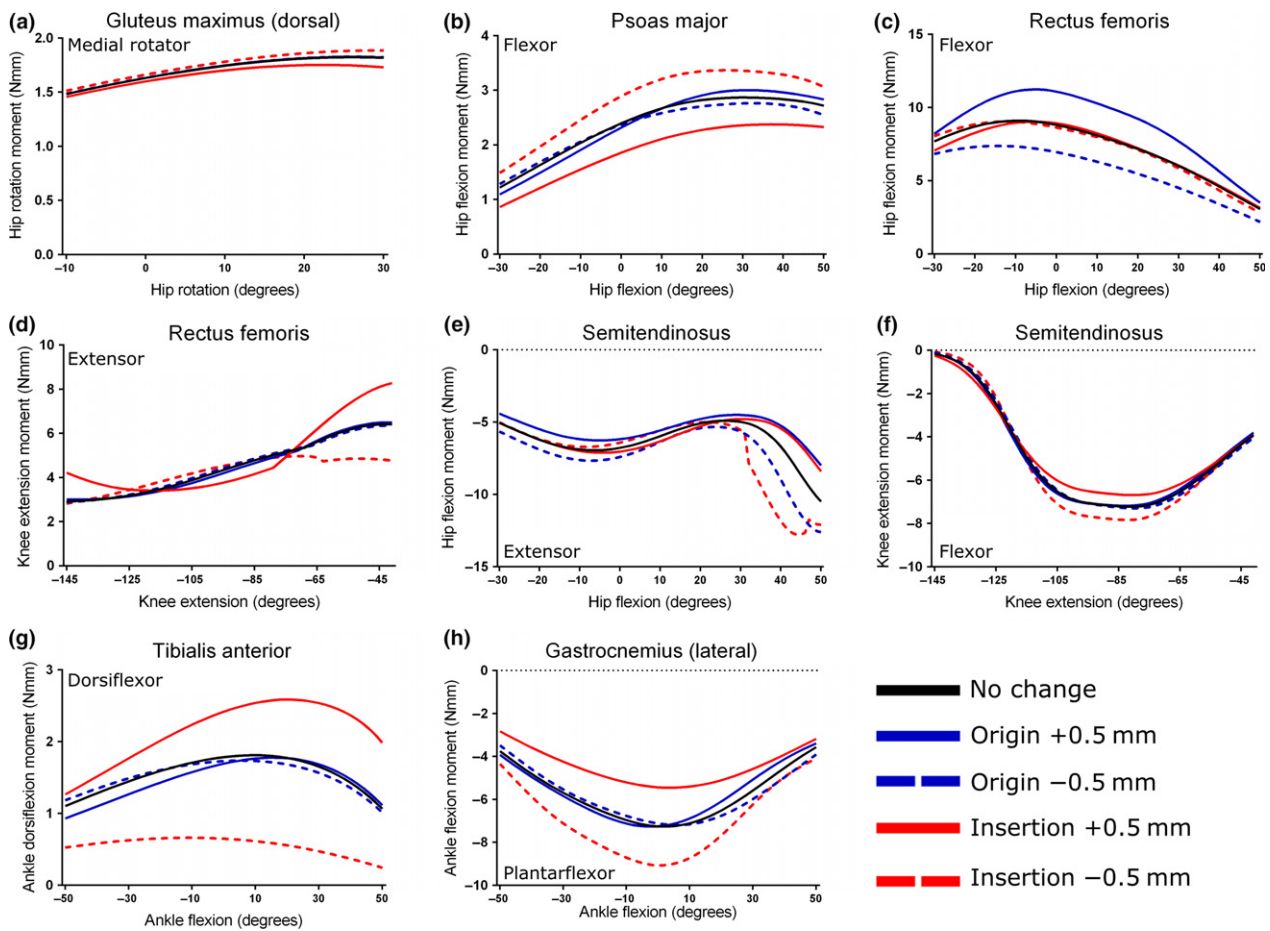 (a) Gluteus maximus (dorsal)
Medial rotator
Hip rotation moment (Nmm)
2.0
1.5
1.0
0.5
0.0
−10 0 10 20 30
Hip rotation (degrees)
(b) Psoas major
Flexor
Hip flexion moment (Nmm)
4
3
2
1
0
−30 −20 −10 0 10 20 30 40 50
Hip flexion (degrees)
(c) Rectus femoris
Flexor
Hip flexion moment (Nmm)
15
10
5
0
−30 −20 −10 0 10 20 30 40 50
Hip flexion (degrees)
(d) Rectus femoris
Extensor
Knee extension moment (Nmm)
10
8
6
4
2
0
−145 −125 −105 −85 −65 −45
Knee extension (degrees)
(e) Semitendinosus
Hip flexion moment (Nmm)
0
−5
−10
−15
Extensor
−30 −20 −10 0 10 20 30 40 50
Hip flexion (degrees)
(f) Semitendinosus
Knee extension moment (Nmm)
0
−2
−4
−6
−8
−10
Flexor
−145 −125 −105 −85 −65 −45
Knee extension (degrees)
(g) Tibialis anterior
Dorsiflexor
Ankle dorsiflexion moment (Nmm)
3
2
1
0
−50 −30 −10 10 30 50
Ankle flexion (degrees)
(h) Gastrocnemius (lateral)
Ankle flexion moment (Nmm)
0
−2
−4
−6
−8
−10
Plantarflexor
−50 −30 −10 10 30 50
Ankle flexion (degrees)
No change
Origin +0.5 mm
Origin −0.5 mm
Insertion +0.5 mm
Insertion −0.5 mm